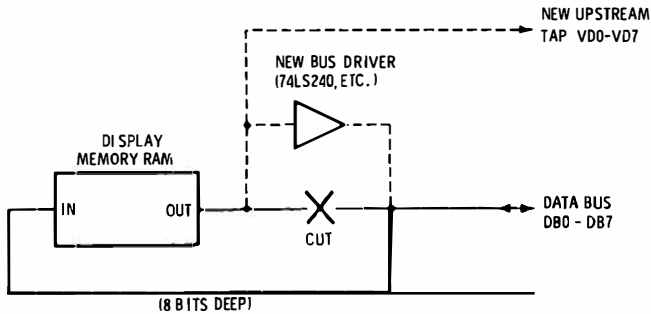 NEW UPSTREAM
TAP VD0-VD7
NEW BUS DRIVER
(74LS240, ETC.)
DISPLAY
MEMORY RAM
IN
OUT
CUT
DATA BUS
DB0 - DB7
(8 BITS DEEP)